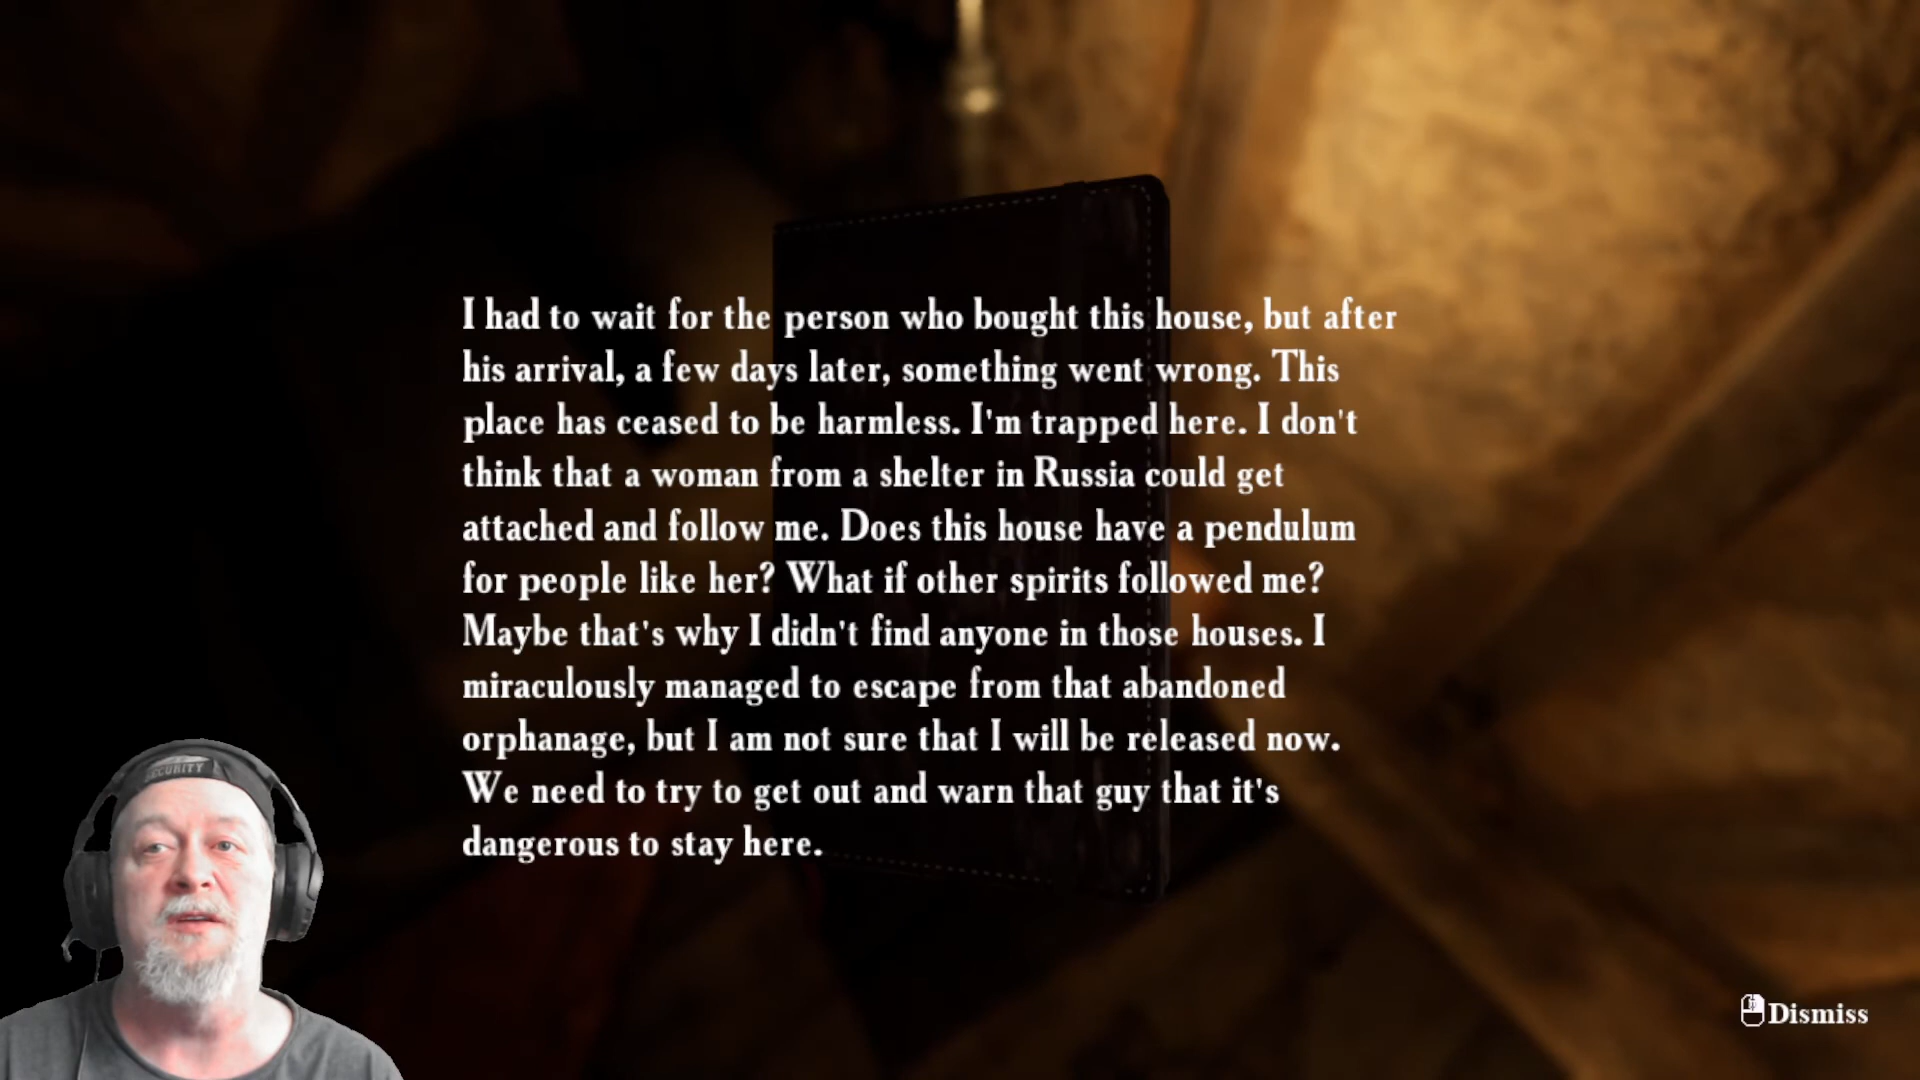 I had to wait for the person who bought this house, but after
his arrival, a few days later, something went wrong. This
place has ceased to be harmless. I'm trapped here. I don't
think that a woman from a shelter in Russia could get
attached and follow me. Does this house have a pendulum
for people like her? What if other spirits followed me?
Maybe that's why I didn't find anyone in those houses. I
miraculously managed to escape from that abandoned
orphanage, but I am not sure that I will be released now.
We need to try to get out and warn that guy that it's
dangerous to stay here.
SECURITY
Dismiss